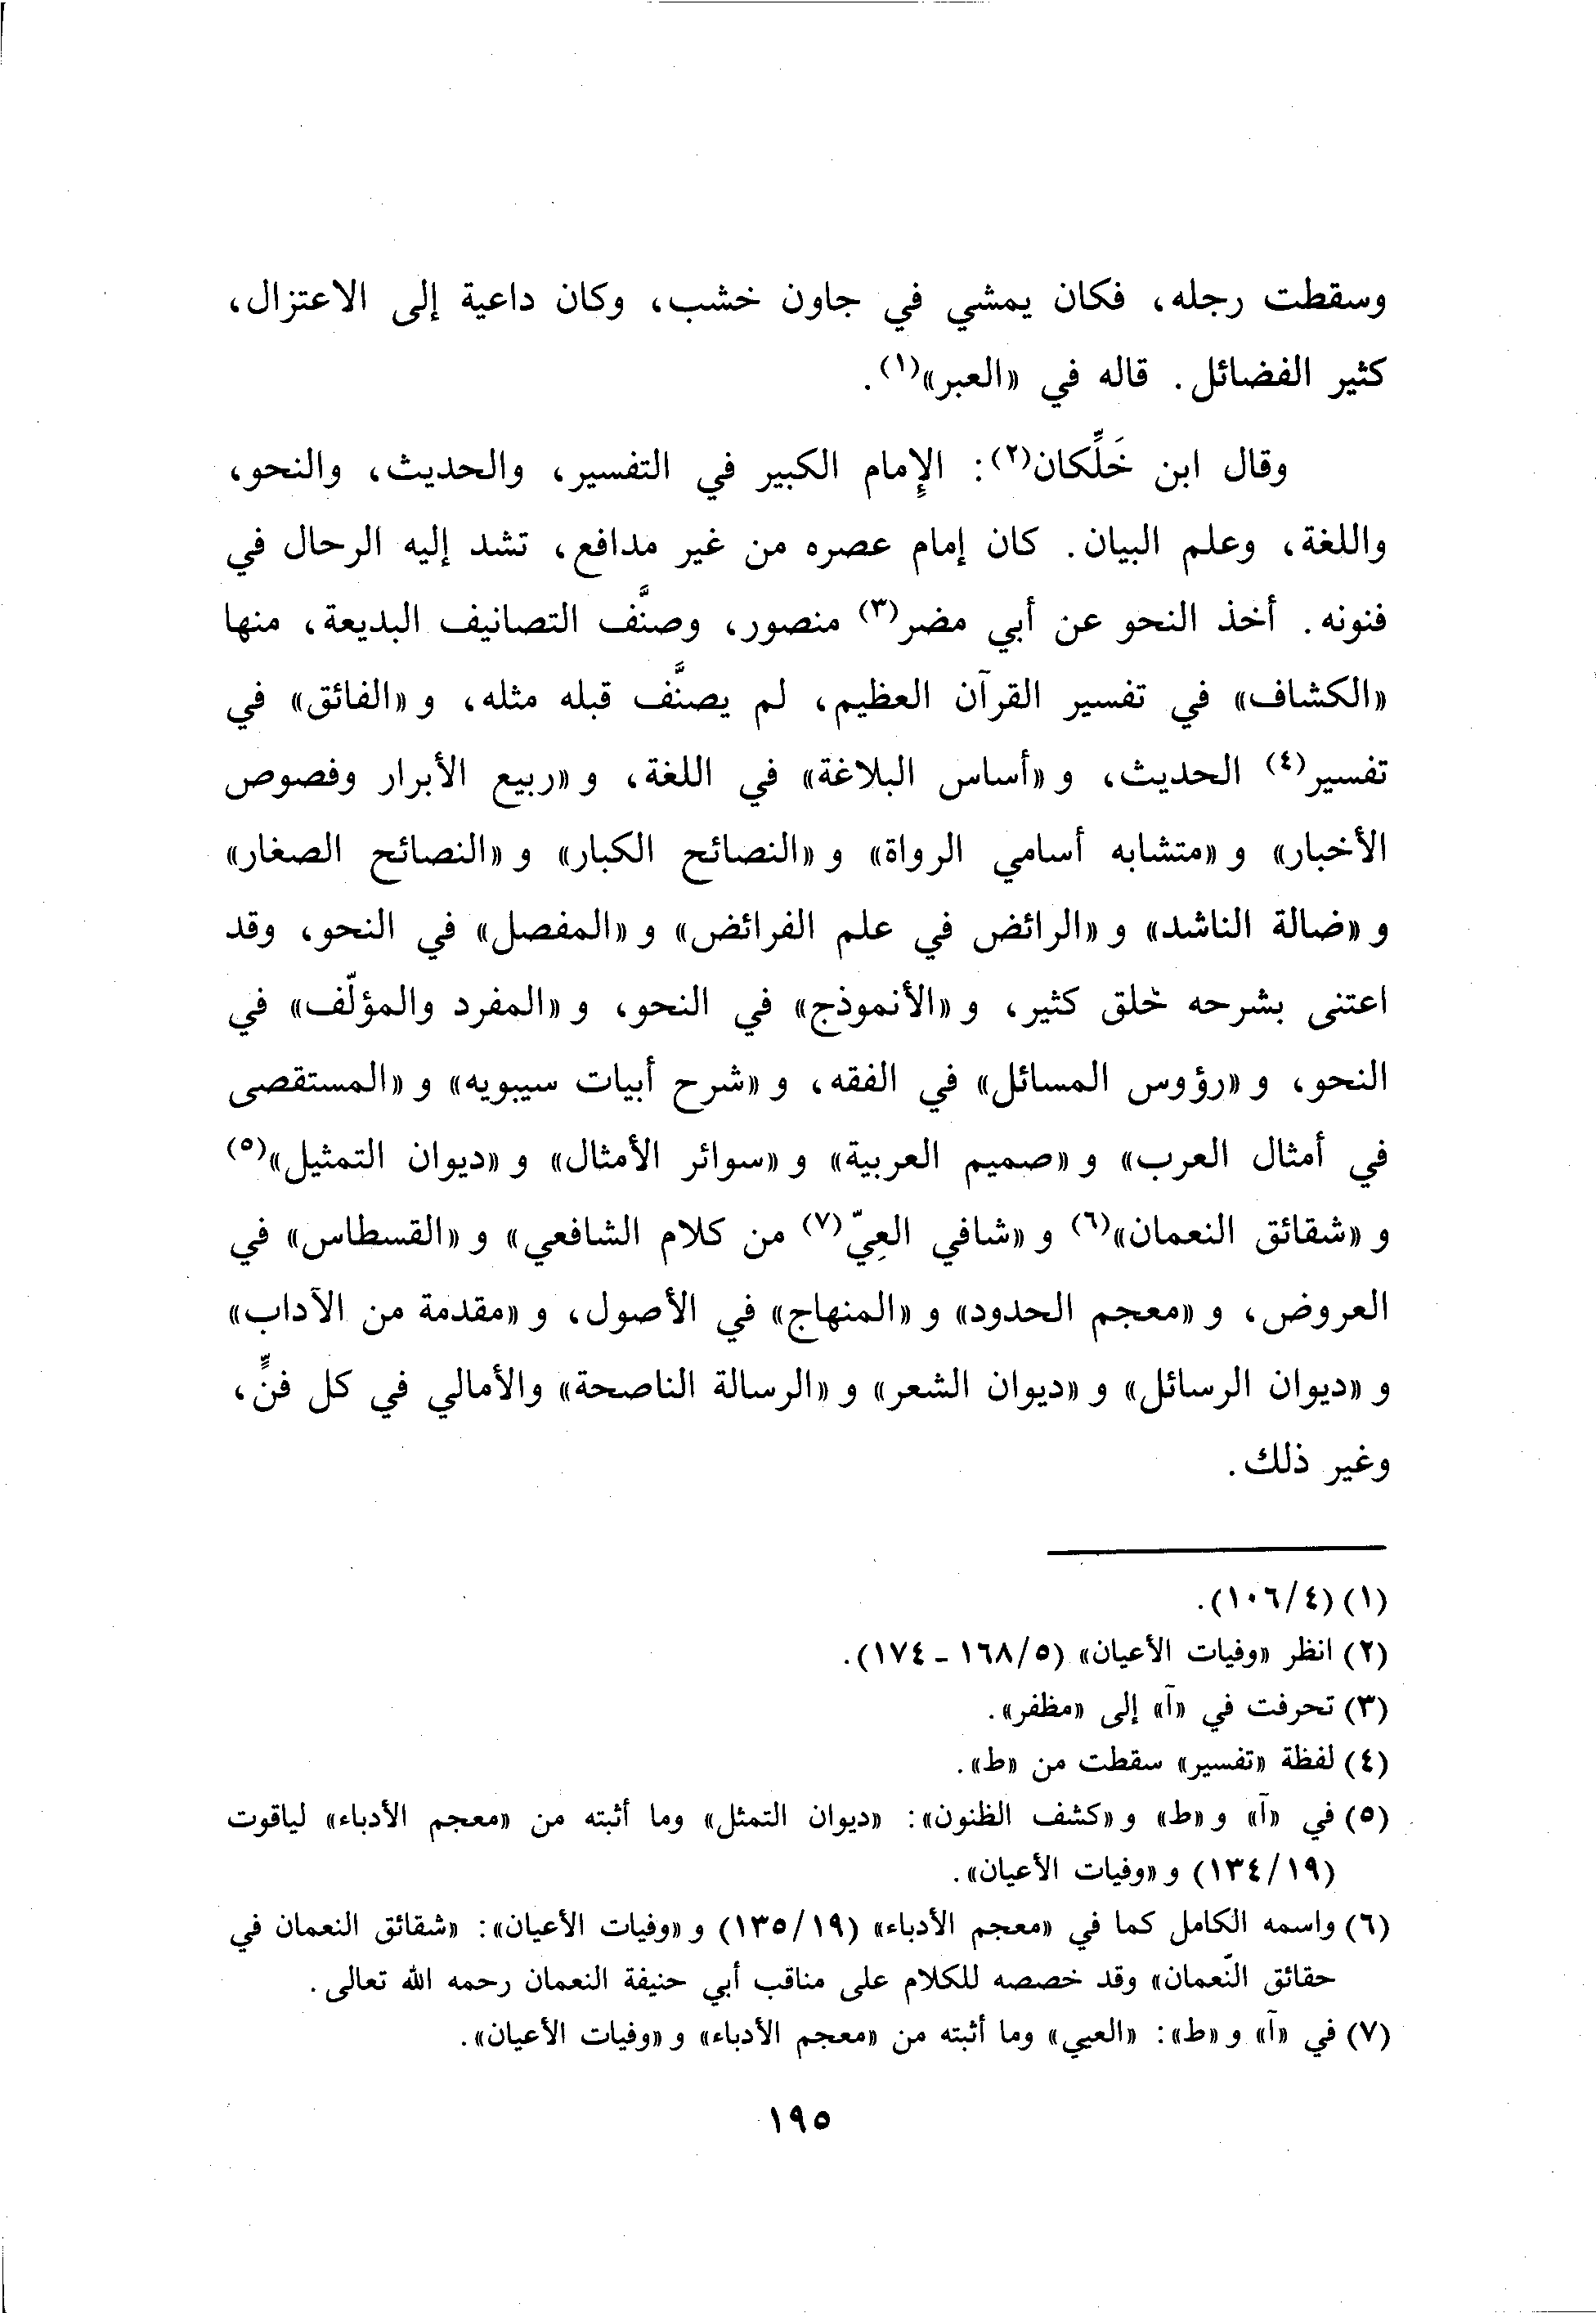 وسقطت رجله، فكان يمشي في جاون خشب، وكان داعية إلى الاعتزال،
كثير الفضائل. قاله في «العبر»(١).
وقال ابن خَلِّكان(٢): الإِمام الكبير في التفسير، والحديث، والنحو،
واللغة، وعلم البيان. كان إمام عصره من غير مدافع، تشد إليه الرحال في
فنونه. أخذ النحو عن أبي مضر(٣) منصور، وصنَّف التصانيف البديعة، منها
«الكشاف» في تفسير القرآن العظيم، لم يصنَّف قبله مثله، و «الفائق» في
تفسير(٤) الحديث، و «أساس البلاغة» في اللغة، و «ربيع الأبرار وفصوص
الأخبار» و «متشابه أسامي الرواة» و «النصائح الكبار» و «النصائح الصغار»
و «ضالة الناشد» و «الرائض في علم الفرائض» و «المفصل» في النحو، وقد
اعتنى بشرحه خلق كثير، و «الأنموذج» في النحو، و «المفرد والمؤلّف» في
النحو، و «رؤوس المسائل» في الفقه، و «شرح أبيات سيبويه» و «المستقصى
في أمثال العرب» و «صميم العربية» و «سوائر الأمثال» و «ديوان التمثيل»(٥)
و «شقائق النعمان»(٦) و «شافي العِيّ(٧) من كلام الشافعي» و «القسطاس» في
العروض، و «معجم الحدود» و «المنهاج» في الأصول، و «مقدمة من الآداب»
و «ديوان الرسائل» و «ديوان الشعر» و «الرسالة الناصحة» والأمالي في كل فنٍّ،
وغير ذلك.
(١) (٤/١٠٦).
(٢) انظر «وفيات الأعيان» (٥/١٦٨ - ١٧٤).
(٣) تحرفت في «آ» إلى «مظفر».
(٤) لفظة «تفسير» سقطت من «ط».
(٥) في «آ» و «ط» و «كشف الظنون»: «ديوان التمثل» وما أثبته من «معجم الأدباء» لياقوت
(١٩/١٣٤) و «وفيات الأعيان».
(٦) واسمه الكامل كما في «معجم الأدباء» (١٩/١٣٥) و «وفيات الأعيان»: «شقائق النعمان في
حقائق النّعمان» وقد خصصه للكلام على مناقب أبي حنيفة النعمان رحمه الله تعالى.
(٧) في «آ» و «ط»: «العيي» وما أثبته من «معجم الأدباء» و «وفيات الأعيان».
١٩٥